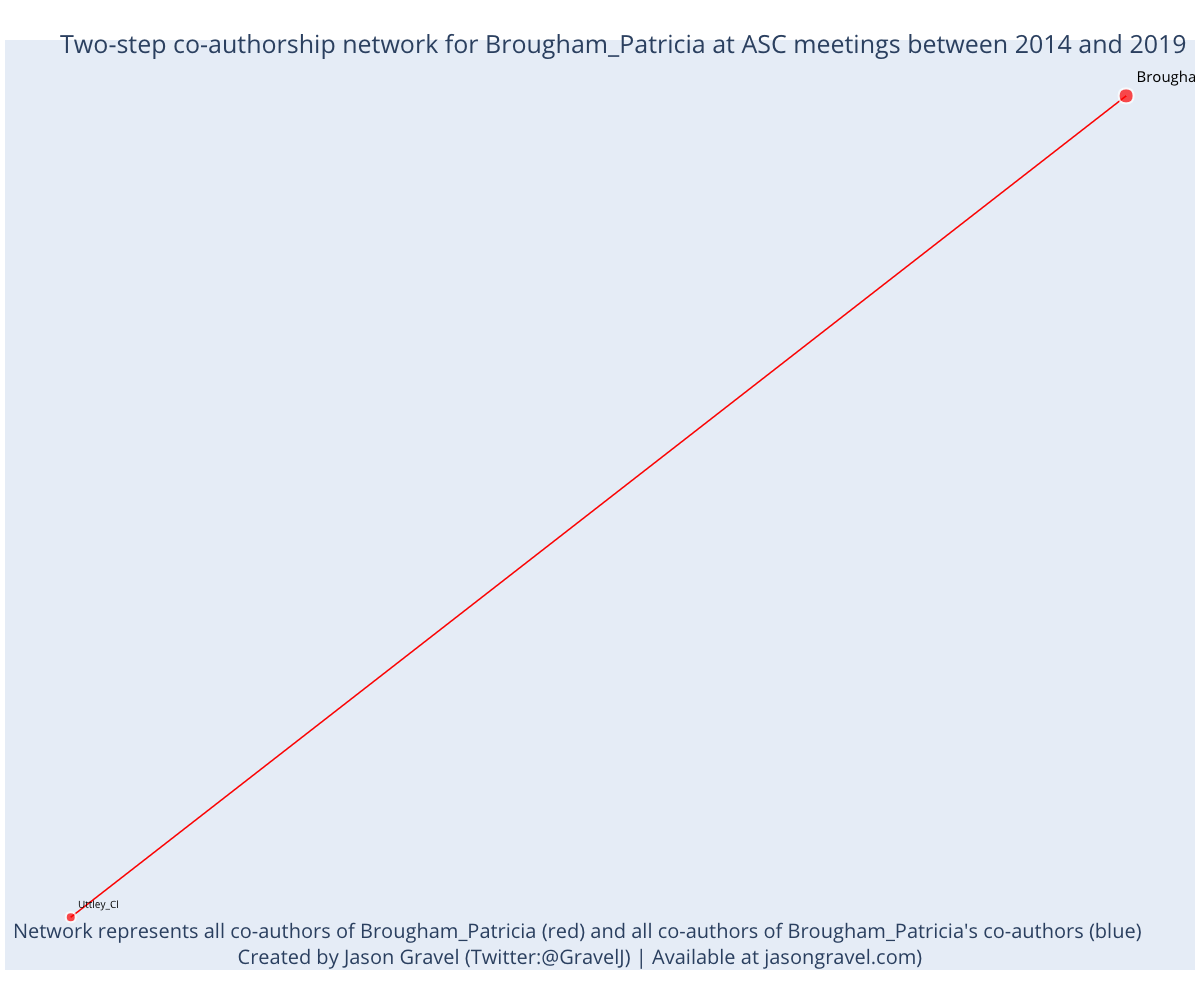 Two-step co-authorship network for Brougham_Patricia at ASC meetings between 2014 and 2019
Brougha
Uttley_Cl
Network represents all co-authors of Brougham_Patricia (red) and all co-authors of Brougham_Patricia's co-authors (blue)
Created by Jason Gravel (Twitter:@GravelJ) | Available at jasongravel.com)